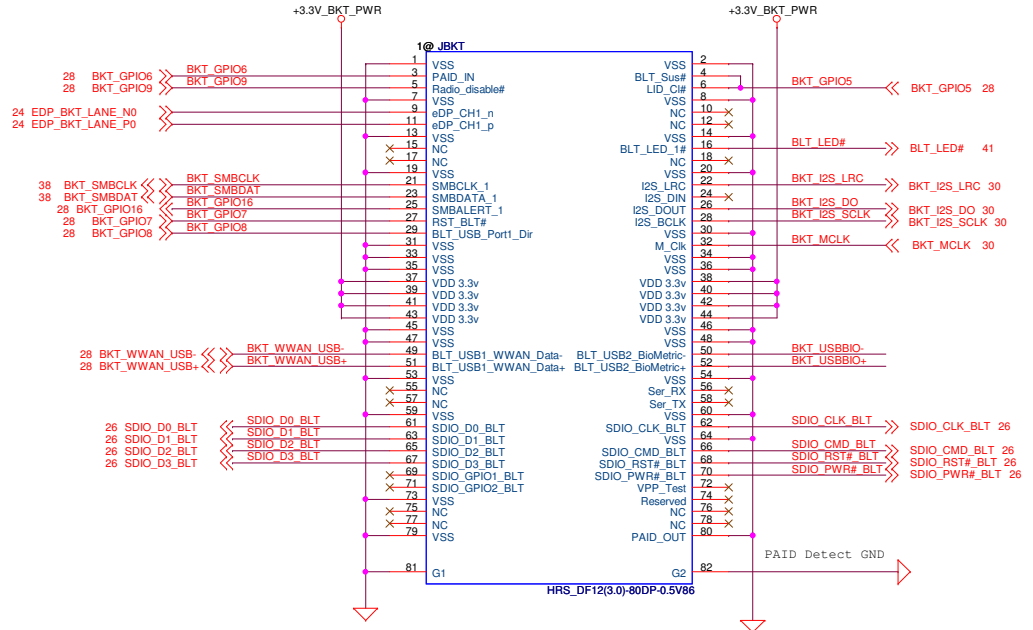 +3.3V_BKT_PWR +3.3V_BKT_PWR
1@ JBKT
1 VSS VSS 2
28 BKT_GPIO6 BKT_GPIO6 3 PAID_IN BLT_Sus# 4
28 BKT_GPIO9 BKT_GPIO9 5 Radio_disable# LID_Cl# 6 BKT_GPIO5 BKT_GPIO5 28
7 VSS VSS 8
24 EDP_BKT_LANE_N0 9 eDP_CH1_n NC 10
24 EDP_BKT_LANE_P0 11 eDP_CH1_p NC 12
13 VSS VSS 14
15 NC BLT_LED_1# 16 BLT_LED# BLT_LED# 41
17 NC NC 18
19 VSS VSS 20
38 BKT_SMBCLK BKT_SMBCLK 21 SMBCLK_1 I2S_LRC 22 BKT_I2S_LRC BKT_I2S_LRC 30
38 BKT_SMBDAT BKT_SMBDAT 23 SMBDATA_1 I2S_DIN 24
28 BKT_GPIO16 BKT_GPIO16 25 SMBALERT_1 I2S_DOUT 26 BKT_I2S_DO BKT_I2S_DO 30
28 BKT_GPIO7 BKT_GPIO7 27 RST_BLT# I2S_BCLK 28 BKT_I2S_SCLK BKT_I2S_SCLK 30
28 BKT_GPIO8 BKT_GPIO8 29 BLT_USB_Port1_Dir VSS 30
31 VSS M_Clk 32 BKT_MCLK BKT_MCLK 30
33 VSS VSS 34
35 VSS VSS 36
37 VDD 3.3v VDD 3.3v 38
39 VDD 3.3v VDD 3.3v 40
41 VDD 3.3v VDD 3.3v 42
43 VDD 3.3v VDD 3.3v 44
45 VSS VSS 46
47 VSS VSS 48
28 BKT_WWAN_USB- BKT_WWAN_USB- 49 BLT_USB1_WWAN_Data- BLT_USB2_BioMetric- 50 BKT_USBBIO-
28 BKT_WWAN_USB+ BKT_WWAN_USB+ 51 BLT_USB1_WWAN_Data+ BLT_USB2_BioMetric+ 52 BKT_USBBIO+
53 VSS VSS 54
55 NC Ser_RX 56
57 NC Ser_TX 58
59 VSS VSS 60
26 SDIO_D0_BLT SDIO_D0_BLT 61 SDIO_D0_BLT SDIO_CLK_BLT 62 SDIO_CLK_BLT SDIO_CLK_BLT 26
26 SDIO_D1_BLT SDIO_D1_BLT 63 SDIO_D1_BLT VSS 64
26 SDIO_D2_BLT SDIO_D2_BLT 65 SDIO_D2_BLT SDIO_CMD_BLT 66 SDIO_CMD_BLT SDIO_CMD_BLT 26
26 SDIO_D3_BLT SDIO_D3_BLT 67 SDIO_D3_BLT SDIO_RST#_BLT 68 SDIO_RST#_BLT SDIO_RST#_BLT 26
69 SDIO_GPIO1_BLT SDIO_PWR#_BLT 70 SDIO_PWR#_BLT SDIO_PWR#_BLT 26
71 SDIO_GPIO2_BLT VPP_Test 72
73 VSS Reserved 74
75 NC NC 76
77 NC NC 78
79 VSS PAID_OUT 80
PAID Detect GND
81 G1 G2 82
HRS_DF12(3.0)-80DP-0.5V86